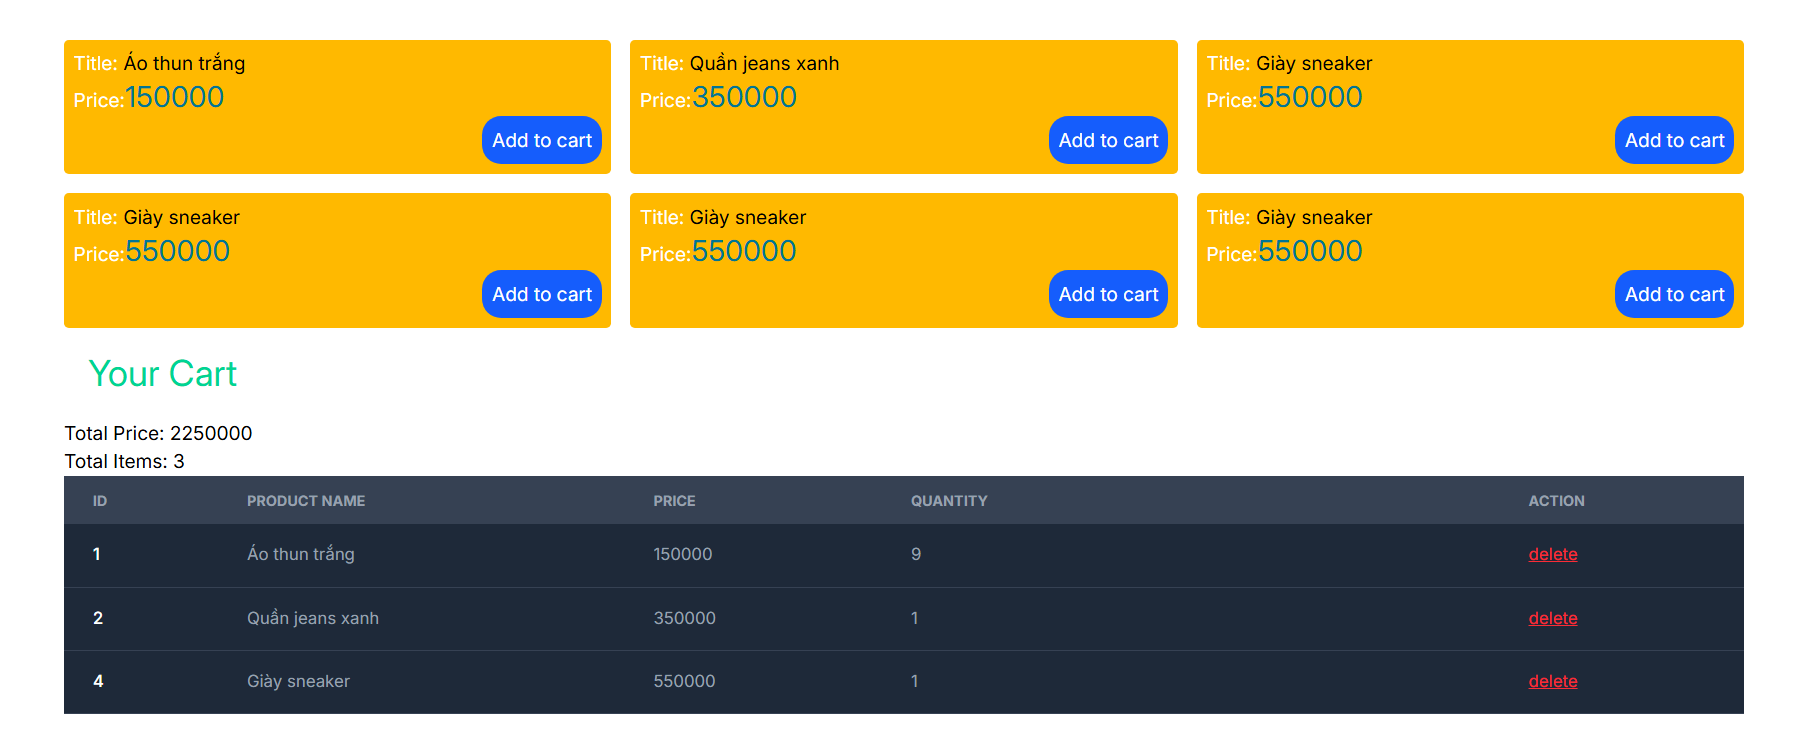 Title: Áo thun trắng
Price:150000
Add to cart
Title: Quần jeans xanh
Price:350000
Add to cart
Title: Giày sneaker
Price:550000
Add to cart
Title: Giày sneaker
Price:550000
Add to cart
Title: Giày sneaker
Price:550000
Add to cart
Title: Giày sneaker
Price:550000
Add to cart
Your Cart
Total Price: 2250000
Total Items: 3
ID PRODUCT NAME PRICE QUANTITY ACTION
1 Áo thun trắng 150000 9 delete
2 Quần jeans xanh 350000 1 delete
4 Giày sneaker 550000 1 delete